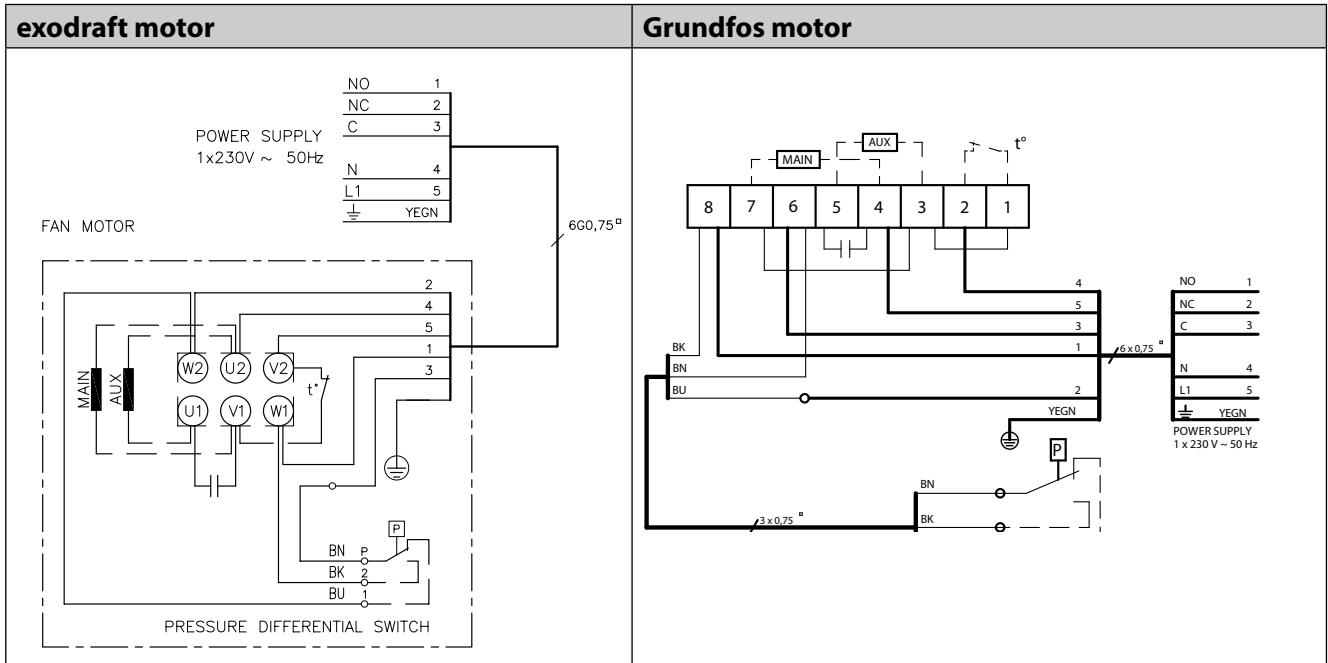 exodraft motor
NO 1
NC 2
C 3
POWER SUPPLY
1x230V ~ 50Hz
N 4
L1 5
YEGN
6G0,75
FAN MOTOR
2
4
5
1
3
MAIN
AUX
W2 U2 V2
t°
U1 V1 W1
P
BN P
BK 2
BU 1
PRESSURE DIFFERENTIAL SWITCH
Grundfos motor
AUX
t°
MAIN
8 7 6 5 4 3 2 1
4
5
3
1
2
YEGN
6 x 0,75
NO 1
NC 2
C 3
N 4
L1 5
YEGN
POWER SUPPLY
1 x 230 V ~ 50 Hz
BK
BN
BU
P
BN
BK
3 x 0,75